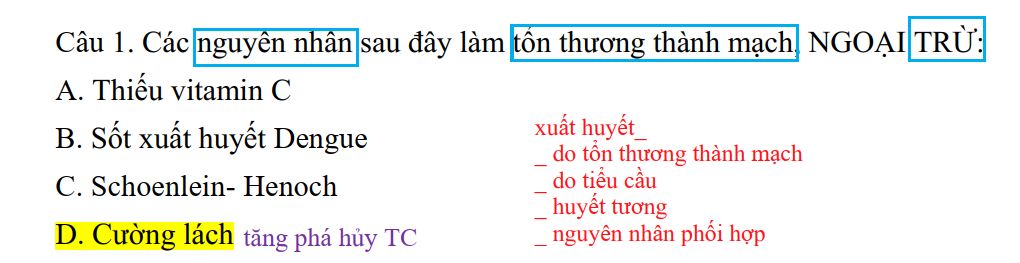 Câu 1. Các nguyên nhân sau đây làm tổn thương thành mạch, NGOẠI TRỪ:
A. Thiếu vitamin C
B. Sốt xuất huyết Dengue
C. Schoenlein- Henoch
D. Cường lách tăng phá hủy TC
xuất huyết_
_ do tổn thương thành mạch
_ do tiểu cầu
_ huyết tương
_ nguyên nhân phối hợp